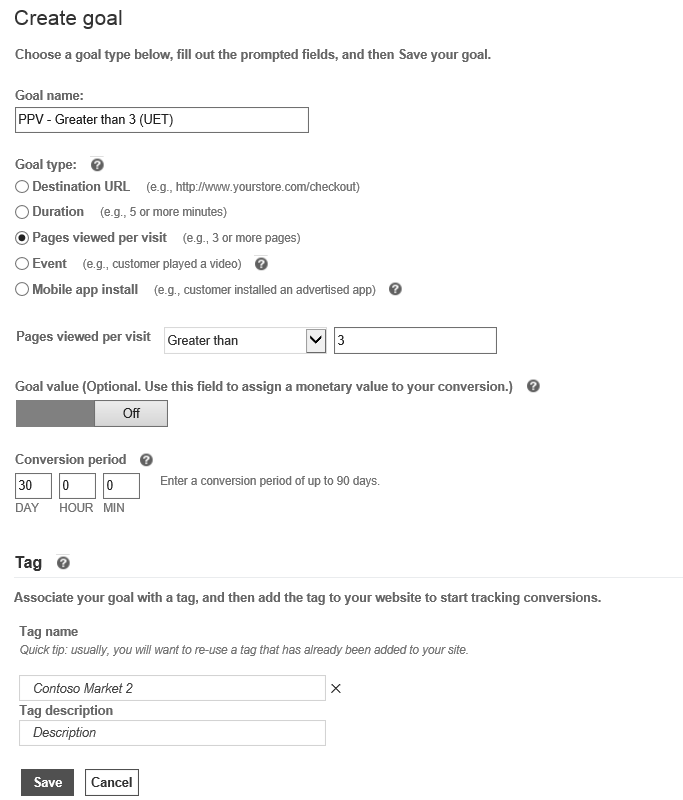 Create goal
Choose a goal type below, fill out the prompted fields, and then Save your goal.
Goal name:
PPV - Greater than 3 (UET)
Goal type: ?
Destination URL (e.g., http://www.yourstore.com/checkout)
Duration (e.g., 5 or more minutes)
Pages viewed per visit (e.g., 3 or more pages)
Event (e.g., customer played a video) ?
Mobile app install (e.g., customer installed an advertised app) ?
Pages viewed per visit Greater than 3
Goal value (Optional. Use this field to assign a monetary value to your conversion.) ?
Off
Conversion period ?
30 0 0 Enter a conversion period of up to 90 days.
DAY HOUR MIN
Tag ?
Associate your goal with a tag, and then add the tag to your website to start tracking conversions.
Tag name
Quick tip: usually, you will want to re-use a tag that has already been added to your site.
Contoso Market 2
Tag description
Description
Save Cancel